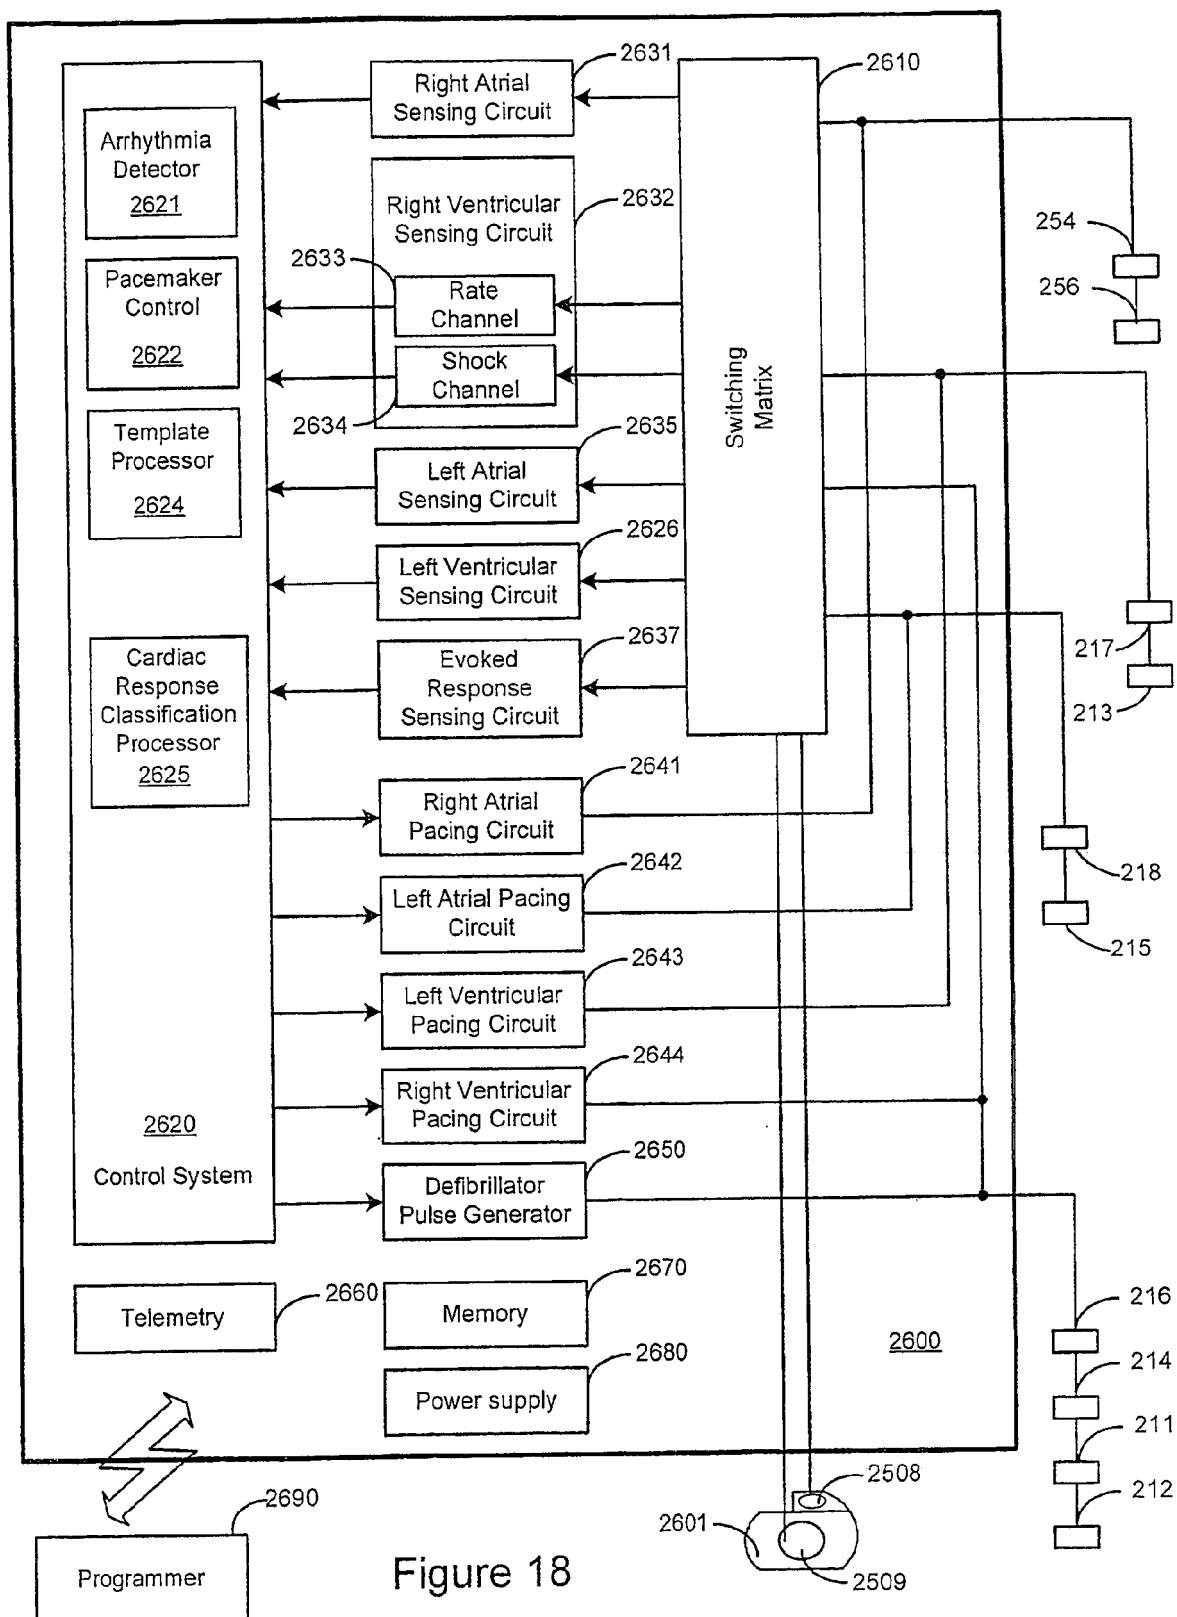 2631
2610
Right Atrial
Sensing Circuit
Arrhythmia
Detector
2621
2632
Right Ventricular
Sensing Circuit
2633
254
256
Pacemaker
Control
2622
Rate
Channel
Shock
Channel
2634
Switching
Matrix
Template
Processor
2624
2635
Left Atrial
Sensing Circuit
2626
Left Ventricular
Sensing Circuit
2637
217
213
Cardiac
Response
Classification
Processor
2625
Evoked
Response
Sensing Circuit
2641
Right Atrial
Pacing Circuit
2642
218
Left Atrial Pacing
Circuit
215
2643
Left Ventricular
Pacing Circuit
2644
Right Ventricular
Pacing Circuit
2620
Control System
2650
Defibrillator
Pulse Generator
2660
Telemetry
2670
Memory
216
2600
2680
Power supply
214
211
212
2508
2690
2601
2509
Programmer
Figure 18